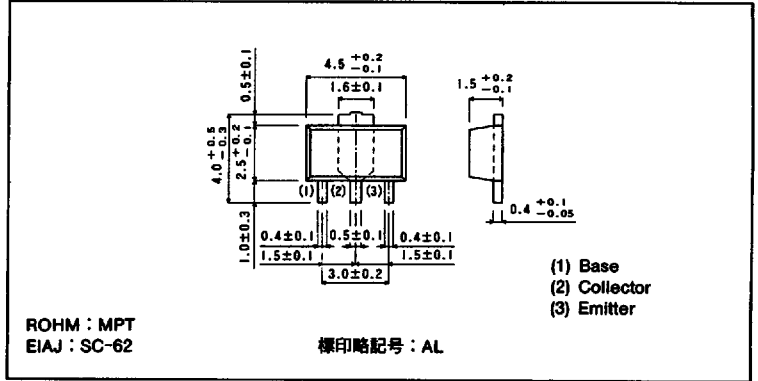 4.5 +0.2 -0.1
1.6±0.1
0.5±0.1
4.0 +0.5 -0.3
2.5 +0.2 -0.1
1.0±0.3
1.5 +0.2 -0.1
0.4 +0.1 -0.05
(1) (2) (3)
0.4±0.1 0.5±0.1 0.4±0.1
1.5±0.1 1.5±0.1
3.0±0.2
(1) Base
(2) Collector
(3) Emitter
ROHM：MPT
EIAJ：SC-62
標印略記号：AL